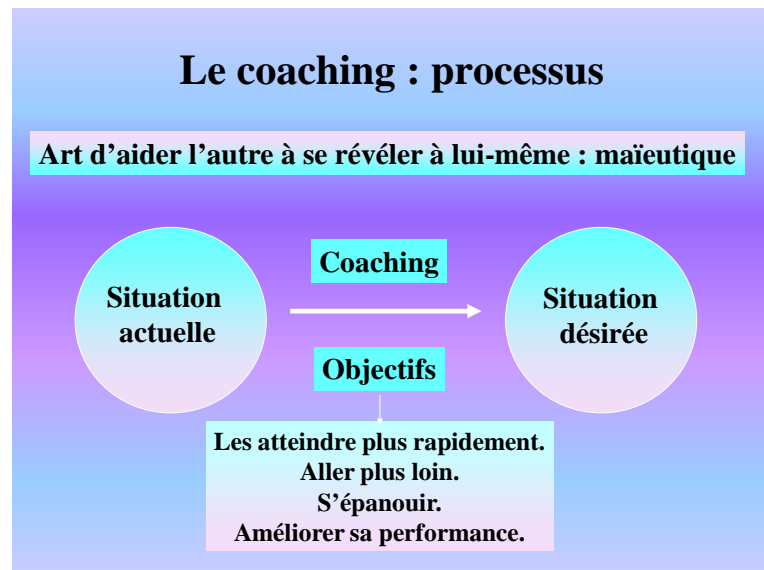 Le coaching : processus
Art d’aider l’autre à se révéler à lui-même : maïeutique
Coaching
Situation
actuelle
Situation
désirée
Objectifs
Les atteindre plus rapidement.
Aller plus loin.
S’épanouir.
Améliorer sa performance.